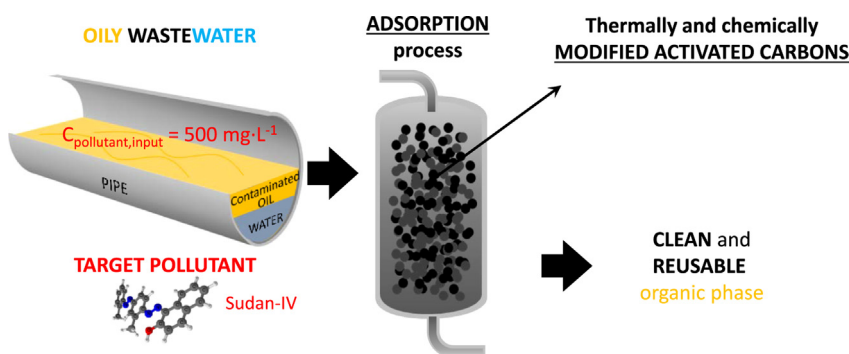 OILY WASTEWATER
C pollutant,input = 500 mg·L-1
PIPE
Contaminated
OIL
WATER
TARGET POLLUTANT
Sudan-IV
ADSORPTION
process
Thermally and chemically
MODIFIED ACTIVATED CARBONS
CLEAN and
REUSABLE
organic phase